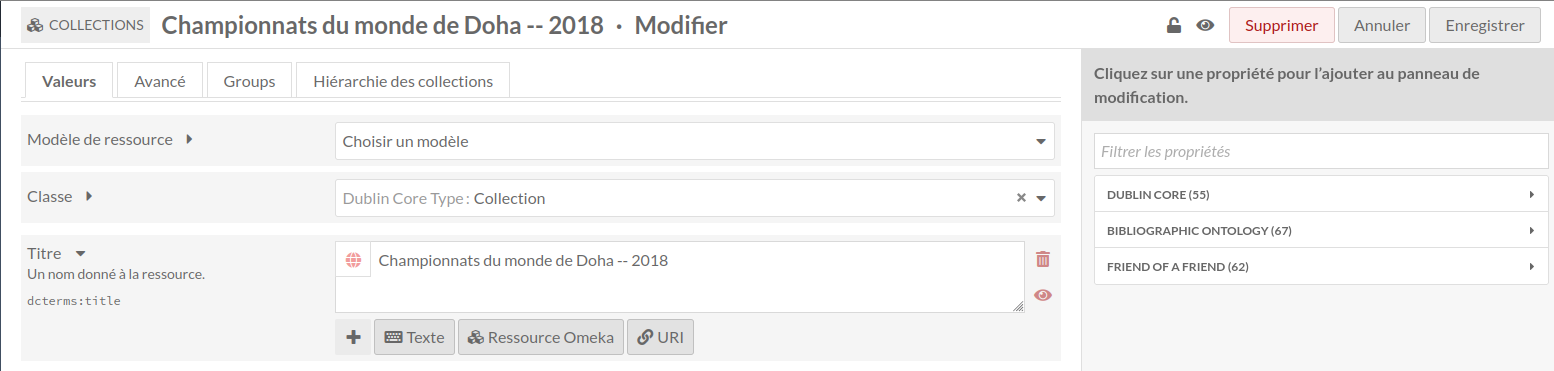 COLLECTIONS Championnats du monde de Doha -- 2018 · Modifier
Supprimer Annuler Enregistrer
Valeurs Avancé Groups Hiérarchie des collections
Modèle de ressource Choisir un modèle
Classe Dublin Core Type : Collection
Titre Championnats du monde de Doha -- 2018
Un nom donné à la ressource.
dcterms:title
Texte Ressource Omeka URI
Cliquez sur une propriété pour l’ajouter au panneau de
modification.
Filtrer les propriétés
DUBLIN CORE (55)
BIBLIOGRAPHIC ONTOLOGY (67)
FRIEND OF A FRIEND (62)